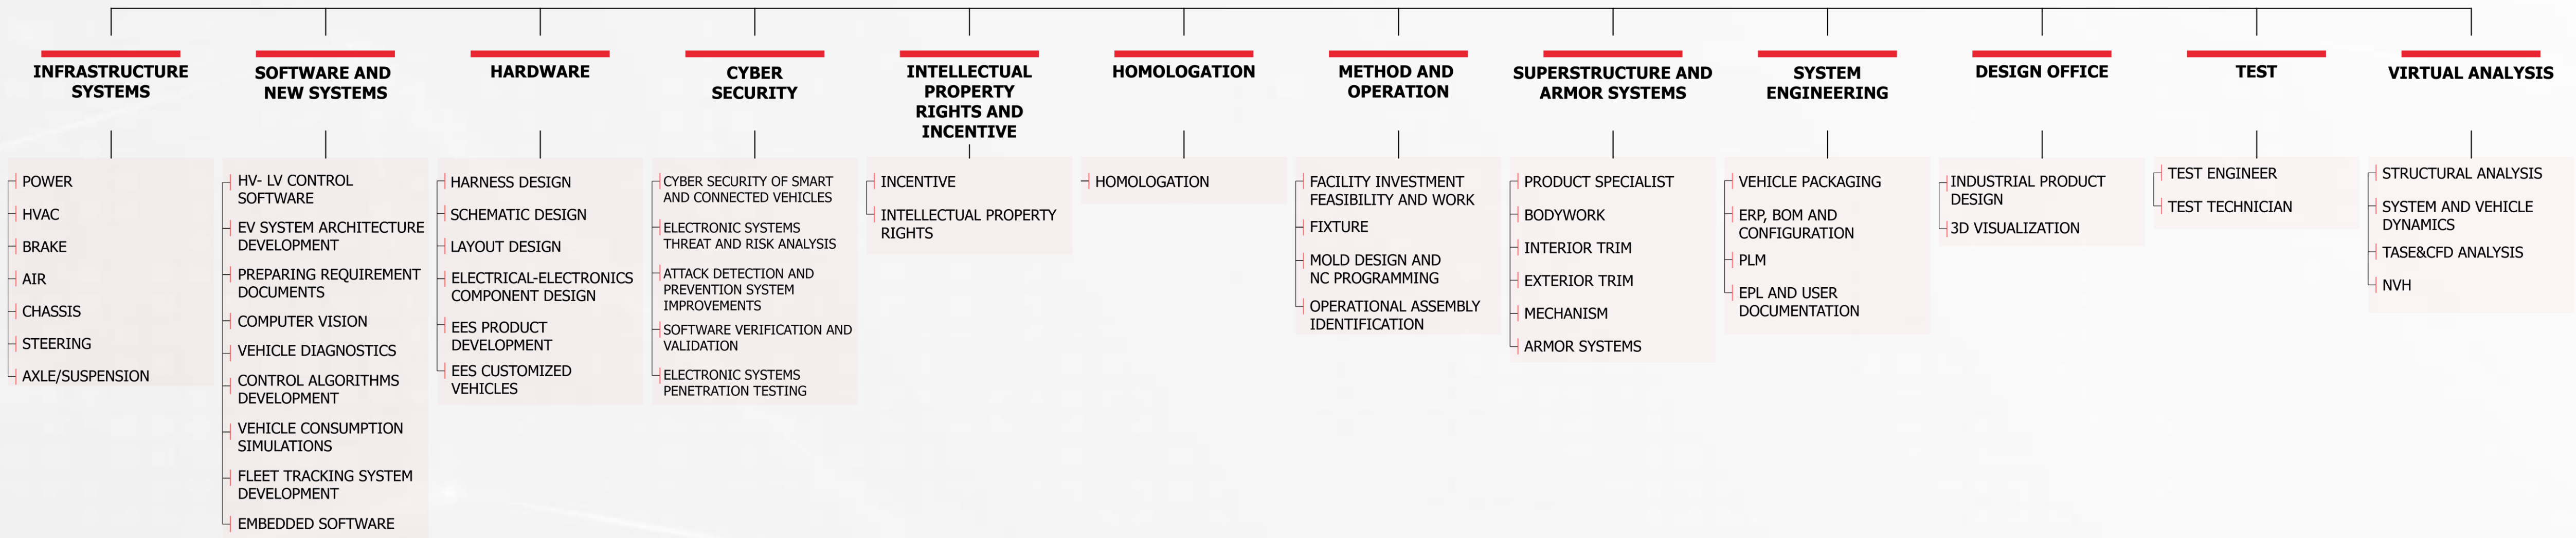 INFRASTRUCTURE
SYSTEMS
POWER
HVAC
BRAKE
AIR
CHASSIS
STEERING
AXLE/SUSPENSION
SOFTWARE AND
NEW SYSTEMS
HV- LV CONTROL
SOFTWARE
EV SYSTEM ARCHITECTURE
DEVELOPMENT
PREPARING REQUIREMENT
DOCUMENTS
COMPUTER VISION
VEHICLE DIAGNOSTICS
CONTROL ALGORITHMS
DEVELOPMENT
VEHICLE CONSUMPTION
SIMULATIONS
FLEET TRACKING SYSTEM
DEVELOPMENT
EMBEDDED SOFTWARE
HARDWARE
HARNESS DESIGN
SCHEMATIC DESIGN
LAYOUT DESIGN
ELECTRICAL-ELECTRONICS
COMPONENT DESIGN
EES PRODUCT
DEVELOPMENT
EES CUSTOMIZED
VEHICLES
CYBER
SECURITY
CYBER SECURITY OF SMART
AND CONNECTED VEHICLES
ELECTRONIC SYSTEMS
THREAT AND RISK ANALYSIS
ATTACK DETECTION AND
PREVENTION SYSTEM
IMPROVEMENTS
SOFTWARE VERIFICATION AND
VALIDATION
ELECTRONIC SYSTEMS
PENETRATION TESTING
INTELLECTUAL
PROPERTY
RIGHTS AND
INCENTIVE
INCENTIVE
INTELLECTUAL PROPERTY
RIGHTS
HOMOLOGATION
HOMOLOGATION
METHOD AND
OPERATION
FACILITY INVESTMENT
FEASIBILITY AND WORK
FIXTURE
MOLD DESIGN AND
NC PROGRAMMING
OPERATIONAL ASSEMBLY
IDENTIFICATION
SUPERSTRUCTURE AND
ARMOR SYSTEMS
PRODUCT SPECIALIST
BODYWORK
INTERIOR TRIM
EXTERIOR TRIM
MECHANISM
ARMOR SYSTEMS
SYSTEM
ENGINEERING
VEHICLE PACKAGING
ERP, BOM AND
CONFIGURATION
PLM
EPL AND USER
DOCUMENTATION
DESIGN OFFICE
INDUSTRIAL PRODUCT
DESIGN
3D VISUALIZATION
TEST
TEST ENGINEER
TEST TECHNICIAN
VIRTUAL ANALYSIS
STRUCTURAL ANALYSIS
SYSTEM AND VEHICLE
DYNAMICS
TASE&CFD ANALYSIS
NVH